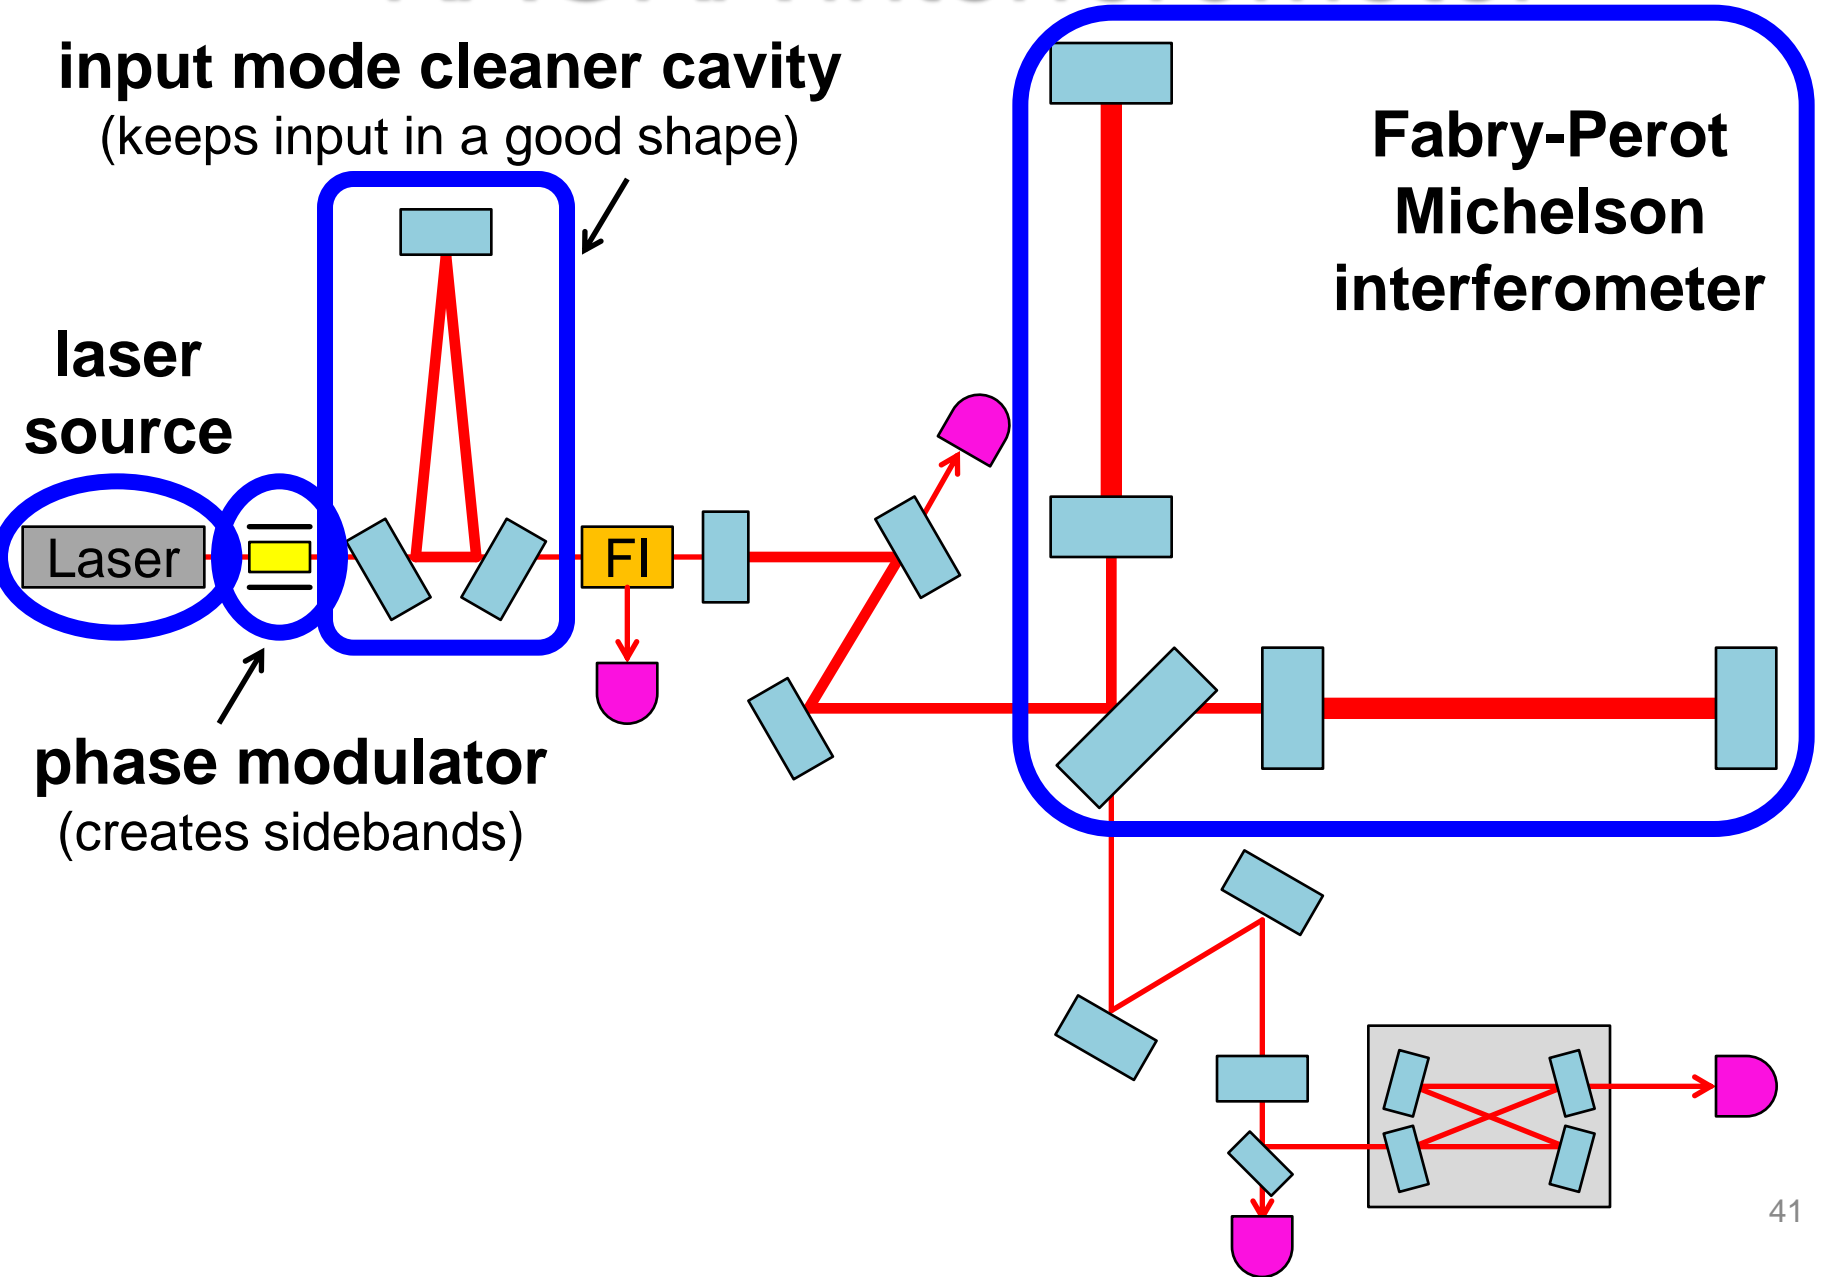 input mode cleaner cavity
(keeps input in a good shape)
Fabry-Perot
Michelson
interferometer
laser
source
Laser
FI
phase modulator
(creates sidebands)
41